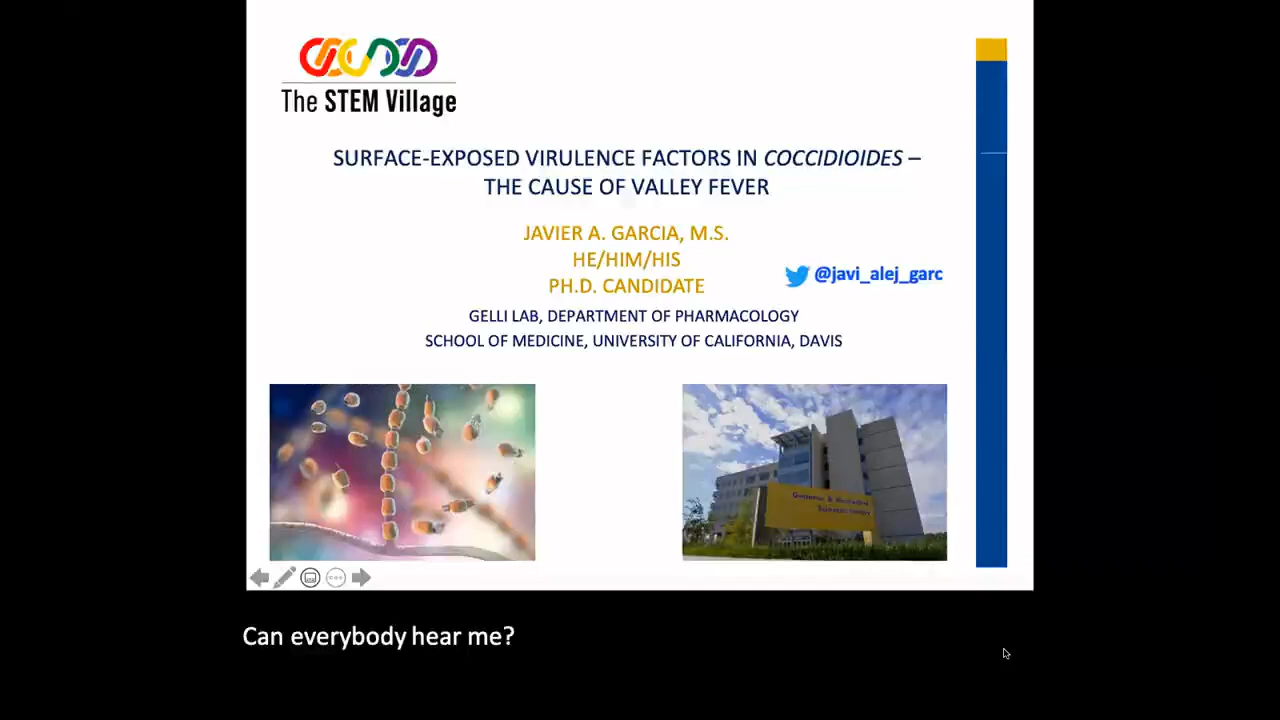 The STEM Village
SURFACE-EXPOSED VIRULENCE FACTORS IN COCCIDIOIDES –
THE CAUSE OF VALLEY FEVER
JAVIER A. GARCIA, M.S.
HE/HIM/HIS
PH.D. CANDIDATE
@javi_alej_garc
GELLI LAB, DEPARTMENT OF PHARMACOLOGY
SCHOOL OF MEDICINE, UNIVERSITY OF CALIFORNIA, DAVIS
Can everybody hear me?